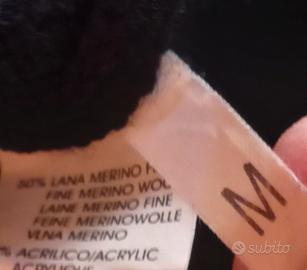 50% LANA MERINO
FINE MERINO WOO
LAINE MERINO FINE
FEINE MERINOWOLLE
VLNA MERINO
% ACRILICO/ACRYLIC
M
subito